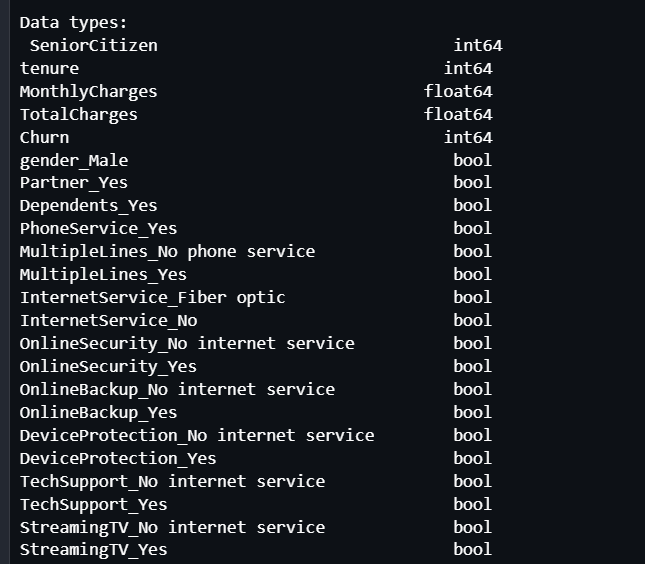 Data types:
SeniorCitizen int64
tenure int64
MonthlyCharges float64
TotalCharges float64
Churn int64
gender_Male bool
Partner_Yes bool
Dependents_Yes bool
PhoneService_Yes bool
MultipleLines_No phone service bool
MultipleLines_Yes bool
InternetService_Fiber optic bool
InternetService_No bool
OnlineSecurity_No internet service bool
OnlineSecurity_Yes bool
OnlineBackup_No internet service bool
OnlineBackup_Yes bool
DeviceProtection_No internet service bool
DeviceProtection_Yes bool
TechSupport_No internet service bool
TechSupport_Yes bool
StreamingTV_No internet service bool
StreamingTV_Yes bool